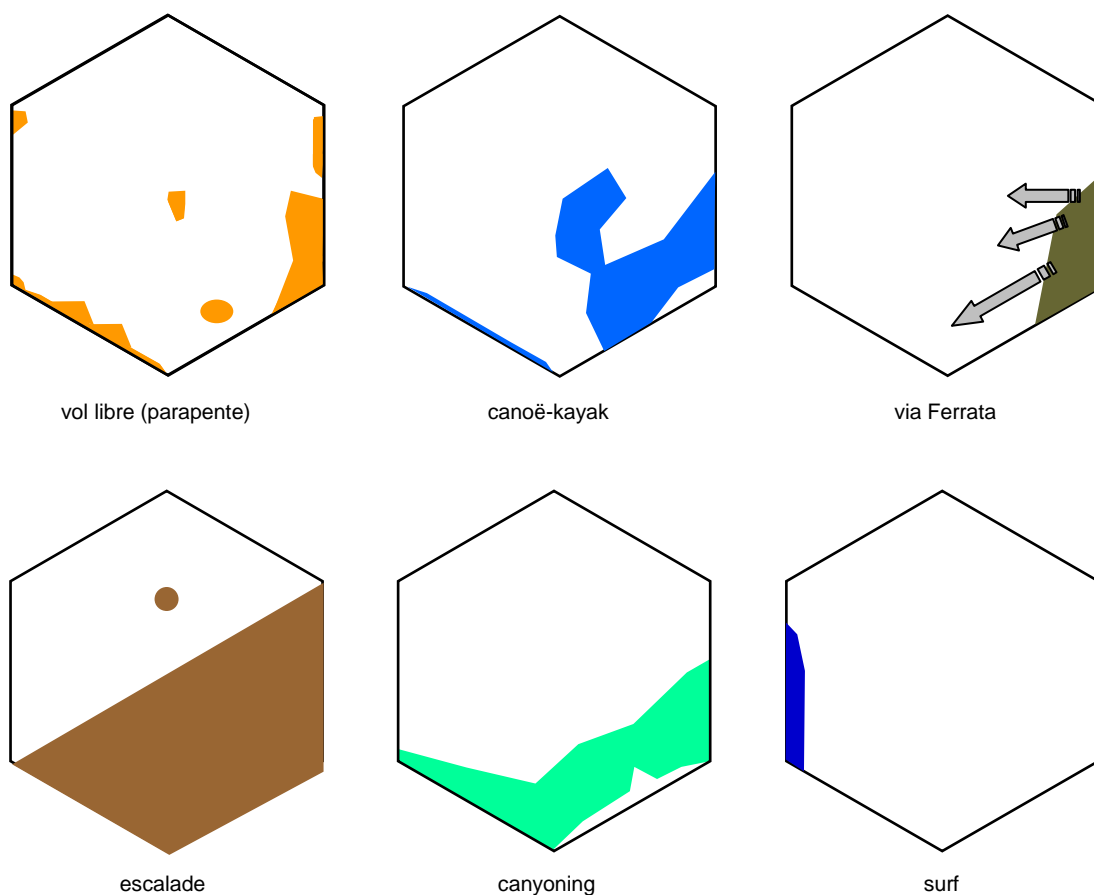 vol libre (parapente)
canoë-kayak
via Ferrata
escalade
canyoning
surf